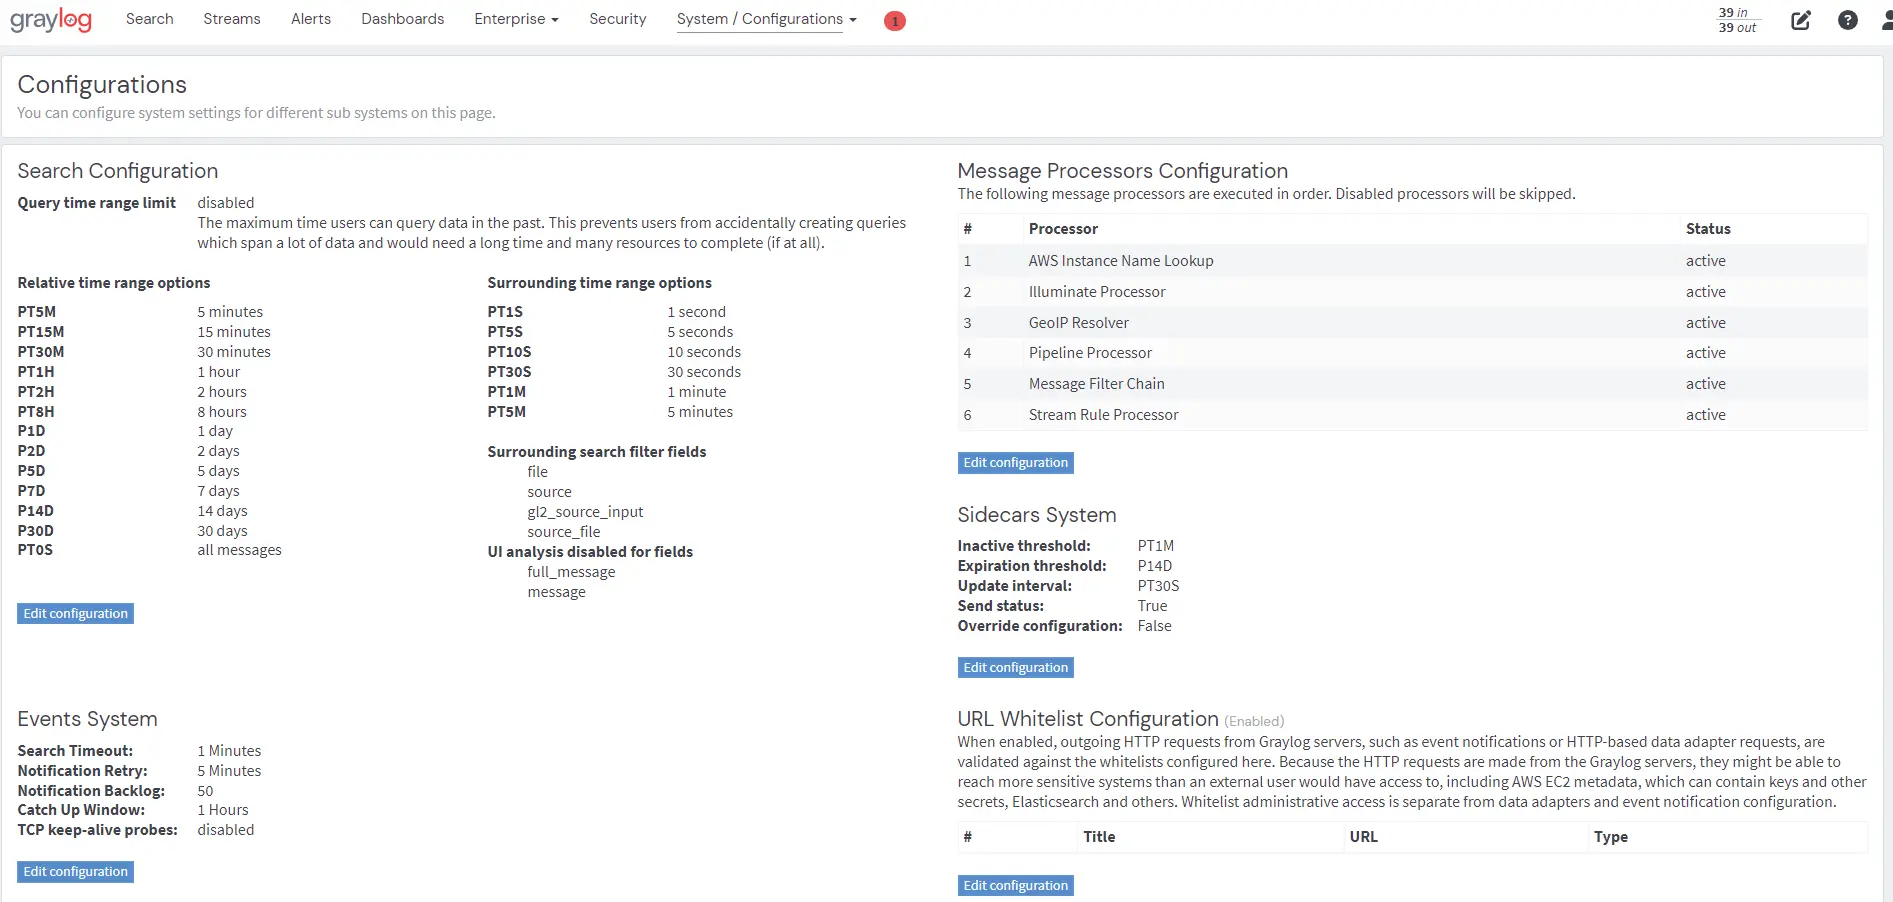 graylog Search Streams Alerts Dashboards Enterprise Security System / Configurations 1 39 in
39 out
Configurations
You can configure system settings for different sub systems on this page.
Search Configuration
Query time range limit disabled
The maximum time users can query data in the past. This prevents users from accidentally creating queries
which span a lot of data and would need a long time and many resources to complete (if at all).
Relative time range options
PT5M 5 minutes
PT15M 15 minutes
PT30M 30 minutes
PT1H 1 hour
PT2H 2 hours
PT8H 8 hours
P1D 1 day
P2D 2 days
P5D 5 days
P7D 7 days
P14D 14 days
P30D 30 days
PT0S all messages
Edit configuration
Surrounding time range options
PT1S 1 second
PT5S 5 seconds
PT10S 10 seconds
PT30S 30 seconds
PT1M 1 minute
PT5M 5 minutes
Surrounding search filter fields
file
source
gl2_source_input
source_file
UI analysis disabled for fields
full_message
message
Message Processors Configuration
The following message processors are executed in order. Disabled processors will be skipped.
# Processor Status
1 AWS Instance Name Lookup active
2 Illuminate Processor active
3 GeoIP Resolver active
4 Pipeline Processor active
5 Message Filter Chain active
6 Stream Rule Processor active
Edit configuration
Sidecars System
Inactive threshold: PT1M
Expiration threshold: P14D
Update interval: PT30S
Send status: True
Override configuration: False
Edit configuration
Events System
Search Timeout: 1 Minutes
Notification Retry: 5 Minutes
Notification Backlog: 50
Catch Up Window: 1 Hours
TCP keep-alive probes: disabled
Edit configuration
URL Whitelist Configuration (Enabled)
When enabled, outgoing HTTP requests from Graylog servers, such as event notifications or HTTP-based data adapter requests, are
validated against the whitelists configured here. Because the HTTP requests are made from the Graylog servers, they might be able to
reach more sensitive systems than an external user would have access to, including AWS EC2 metadata, which can contain keys and other
secrets, Elasticsearch and others. Whitelist administrative access is separate from data adapters and event notification configuration.
# Title URL Type
Edit configuration